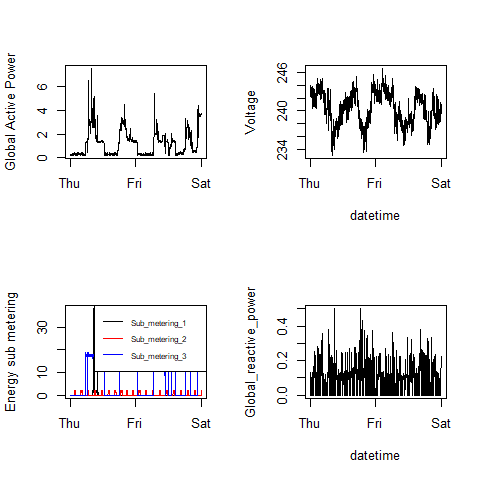 Global Active Power
0 2 4 6
Thu Fri Sat
Voltage
234 240 246
Thu Fri Sat
datetime
Energy sub metering
0 10 30
Sub_metering_1
Sub_metering_2
Sub_metering_3
Thu Fri Sat
Global_reactive_power
0.0 0.2 0.4
Thu Fri Sat
datetime